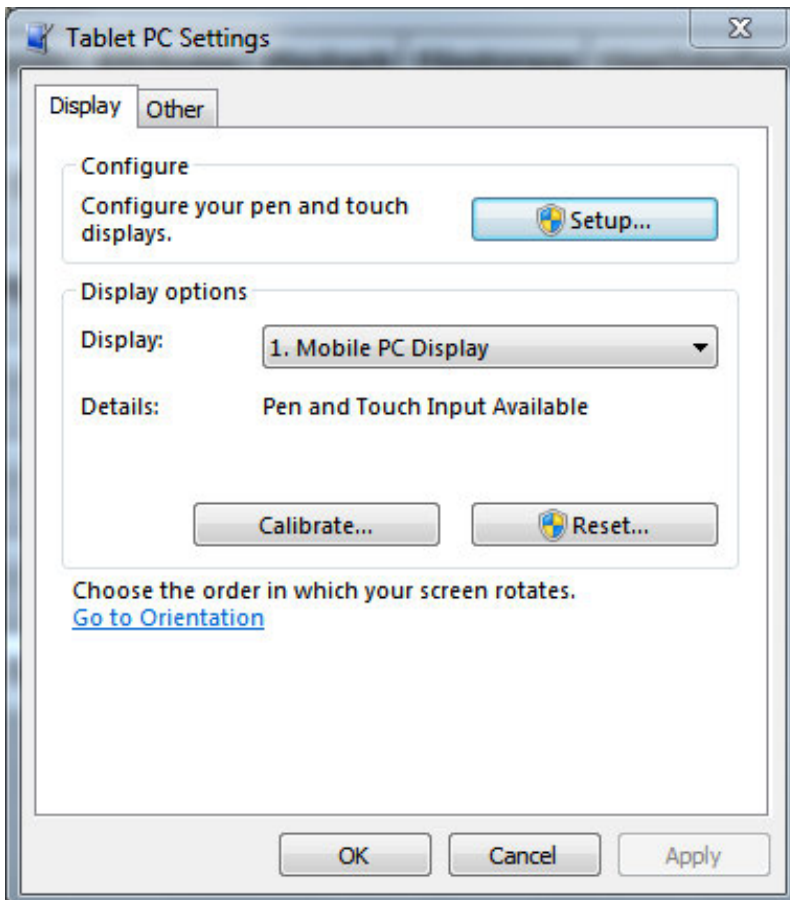 Tablet PC Settings
Display
Other
Configure
Configure your pen and touch
displays.
Setup...
Display options
Display:
1. Mobile PC Display
Details:
Pen and Touch Input Available
Calibrate...
Reset...
Choose the order in which your screen rotates.
Go to Orientation
OK
Cancel
Apply